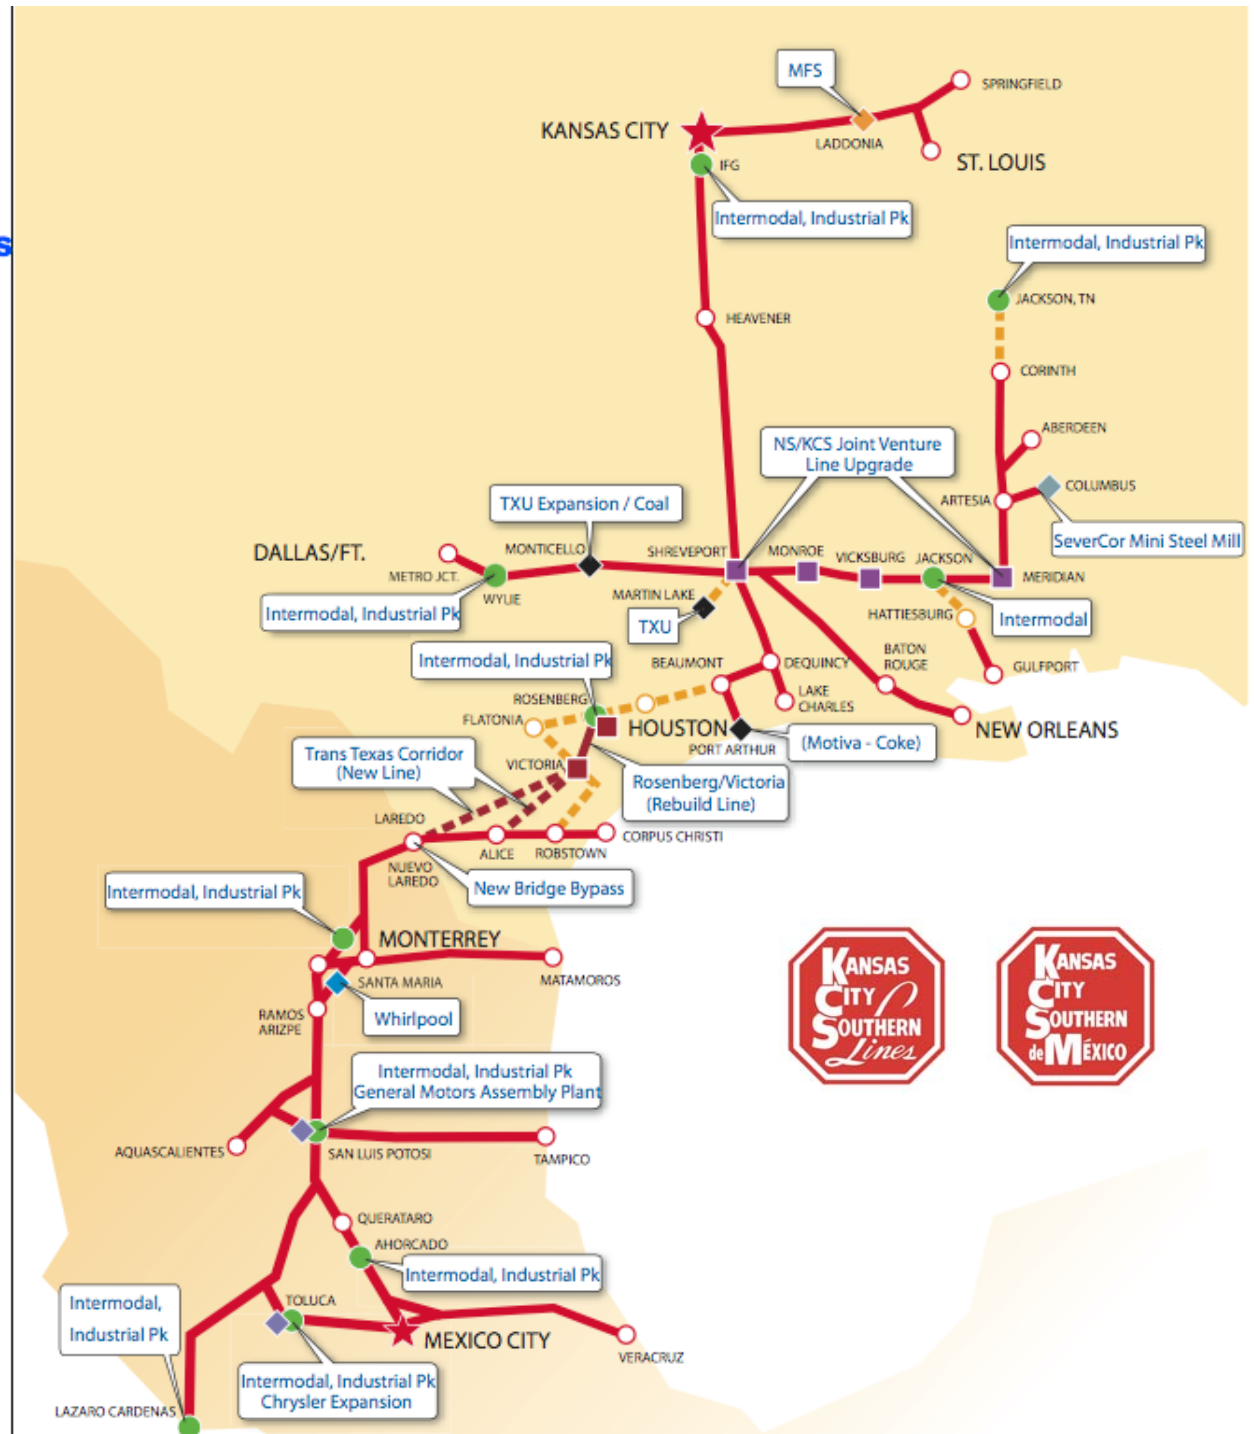 MFS
SPRINGFIELD
KANSAS CITY
LADDONIA
ST. LOUIS
IFG
Intermodal, Industrial Pk
s
Intermodal, Industrial Pk
JACKSON, TN
HEAVENER
CORINTH
ABERDEEN
NS/KCS Joint Venture
Line Upgrade
COLUMBUS
ARTESIA
TXU Expansion / Coal
SeverCor Mini Steel Mill
DALLAS/FT.
MONTICELLO
SHREVEPORT
MONROE
VICKSBURG
JACKSON
METRO JCT.
WYLIE
MERIDIAN
MARTIN LAKE
Intermodal, Industrial Pk
TXU
HATTIESBURG
Intermodal
Intermodal, Industrial Pk
BEAUMONT
DEQUINCY
BATON
ROUGE
GULFPORT
ROSENBERG
LAKE
CHARLES
FLATONIA
HOUSTON
NEW ORLEANS
PORT ARTHUR
(Motiva - Coke)
Trans Texas Corridor
(New Line)
VICTORIA
Rosenberg/Victoria
(Rebuild Line)
LAREDO
CORPUS CHRISTI
ALICE
ROBSTOWN
NUEVO
LAREDO
New Bridge Bypass
Intermodal, Industrial Pk
MONTERREY
SANTA MARIA
MATAMOROS
RAMOS
ARIZPE
Whirlpool
KANSAS
CITY
SOUTHERN
Lines
KANSAS
CITY
SOUTHERN
de MÉXICO
Intermodal, Industrial Pk
General Motors Assembly Plant
AQUASCALIENTES
SAN LUIS POTOSI
TAMPICO
QUERATARO
AHORCADO
Intermodal, Industrial Pk
Intermodal,
Industrial Pk
TOLUCA
MEXICO CITY
VERACRUZ
Intermodal, Industrial Pk
Chrysler Expansion
LAZARO CARDENAS